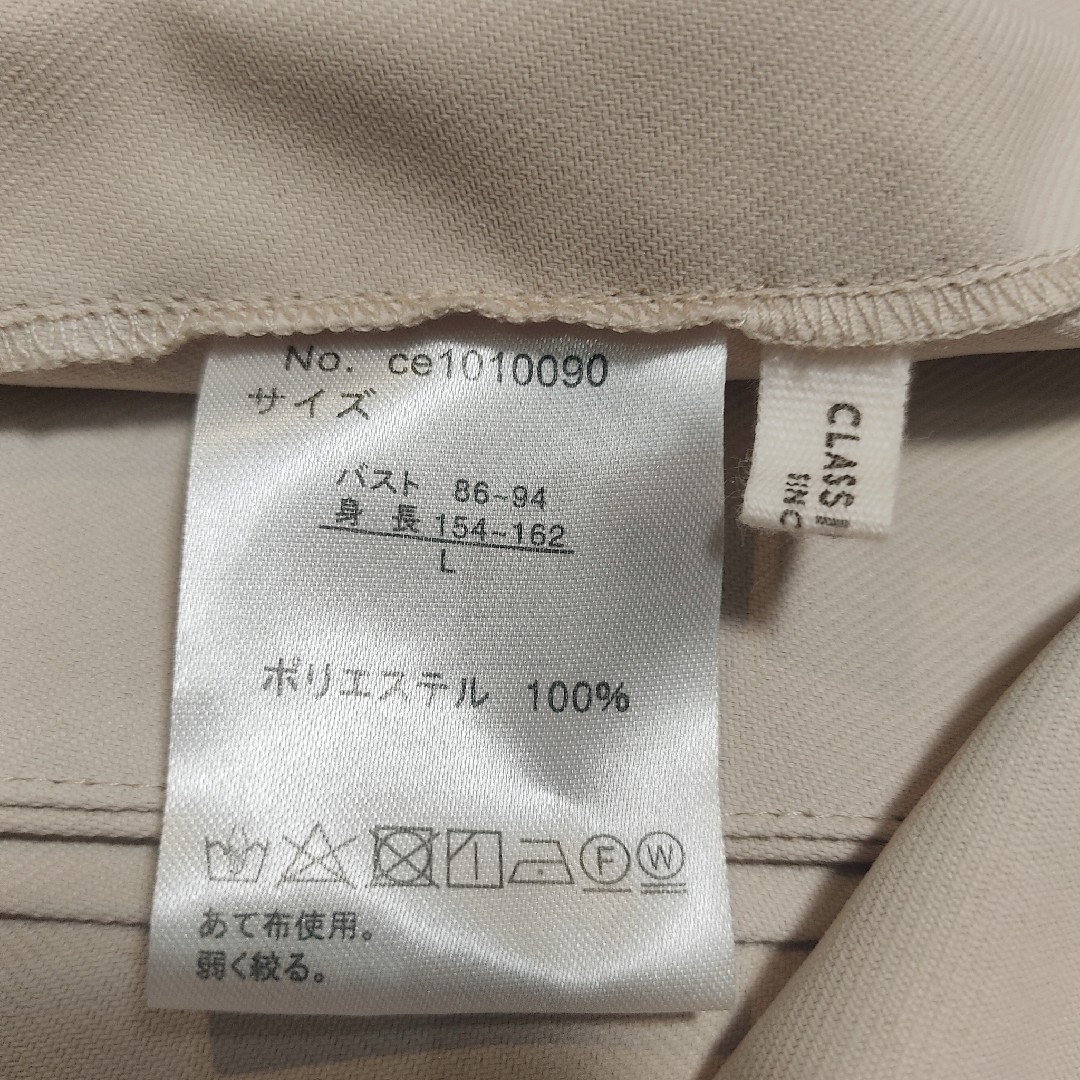 No. ce1010090
サイズ
バスト 86~94
身長 154~162
L
ポリエステル 100%
F W
あて布使用。
弱く絞る。
CLASS